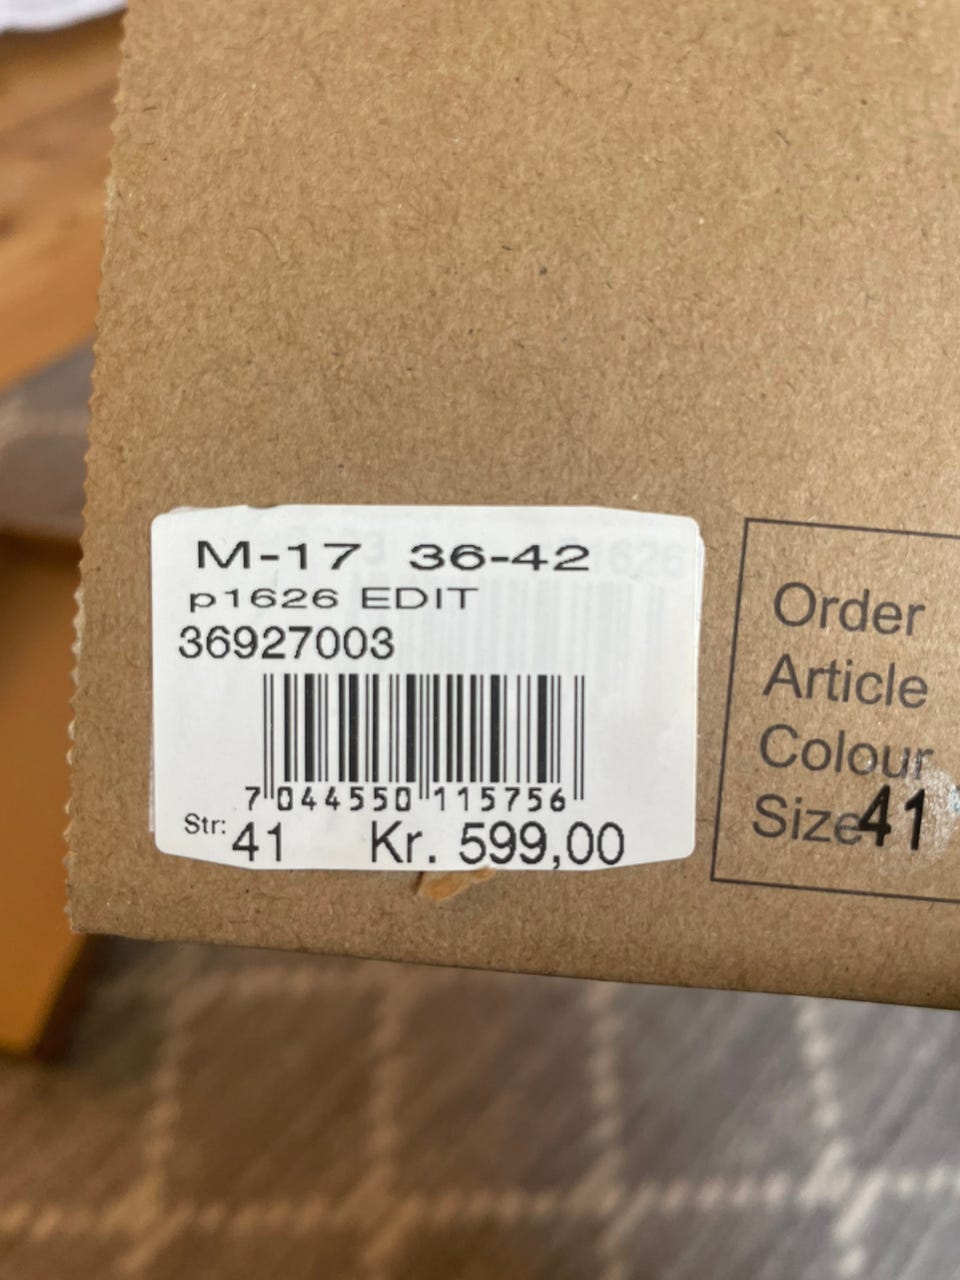 M-17 36-42
p1626 EDIT
36927003
7 044550 115756
Str: 41 Kr. 599,00
Order
Article
Colour
Size 41